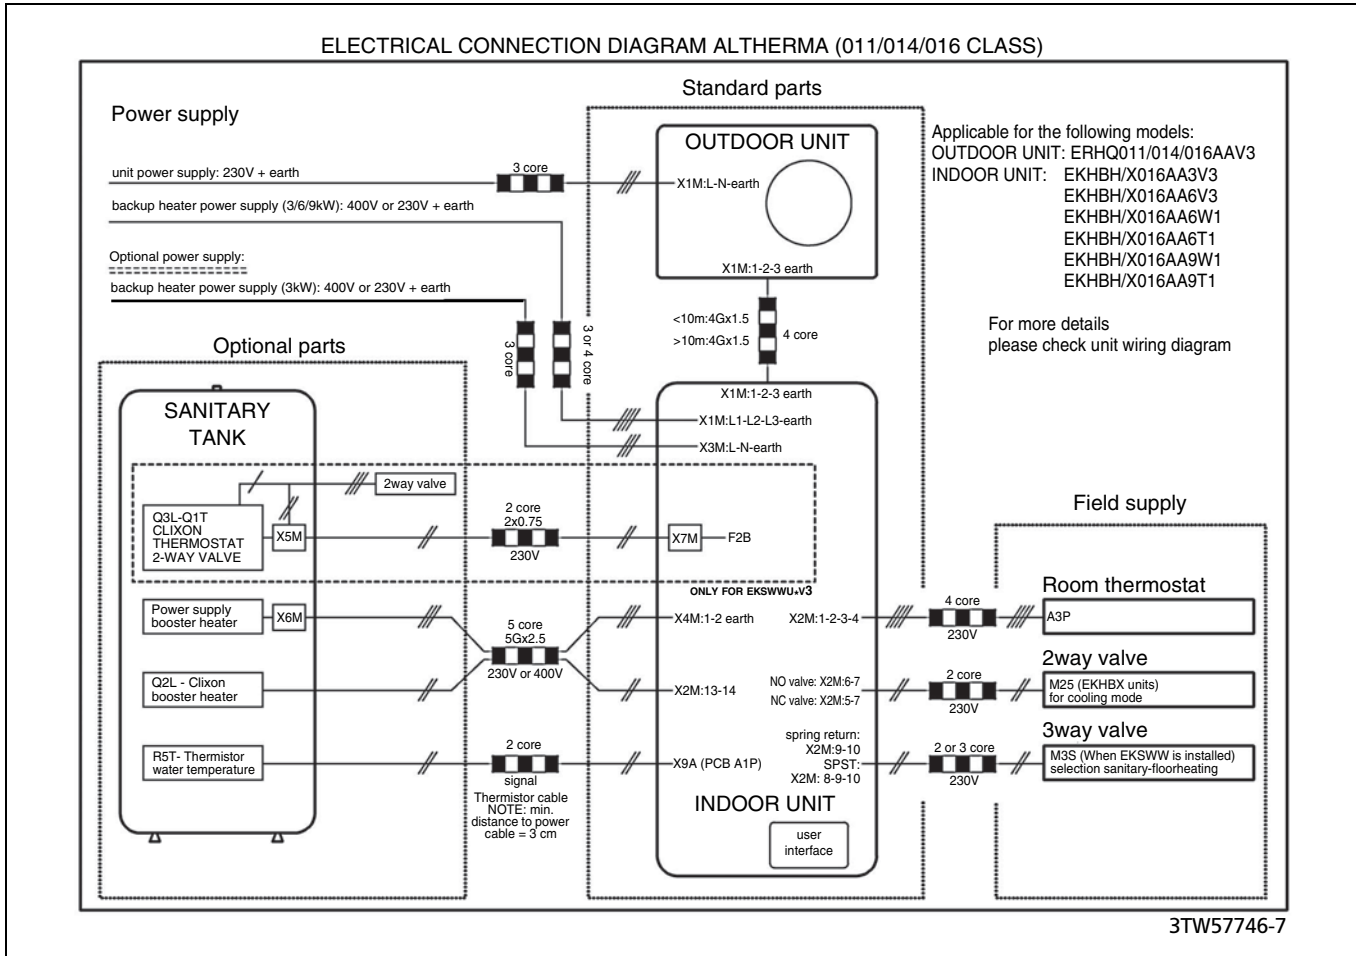 ELECTRICAL CONNECTION DIAGRAM ALTHERMA (011/014/016 CLASS)
Power supply
unit power supply: 230V + earth
3 core
backup heater power supply (3/6/9kW): 400V or 230V + earth
Optional power supply:
backup heater power supply (3kW): 400V or 230V + earth
3 core
3 or 4 core
Standard parts
OUTDOOR UNIT
X1M:L-N-earth
X1M:1-2-3 earth
<10m:4Gx1.5
>10m:4Gx1.5
4 core
Applicable for the following models:
OUTDOOR UNIT: ERHQ011/014/016AAV3
INDOOR UNIT: EKHBH/X016AA3V3
EKHBH/X016AA6V3
EKHBH/X016AA6W1
EKHBH/X016AA6T1
EKHBH/X016AA9W1
EKHBH/X016AA9T1
For more details
please check unit wiring diagram
Optional parts
SANITARY
TANK
2way valve
Q3L-Q1T
CLIXON
THERMOSTAT
2-WAY VALVE
X5M
2 core
2x0.75
230V
Power supply
booster heater
X6M
5 core
5Gx2.5
230V or 400V
Q2L - Clixon
booster heater
R5T- Thermistor
water temperature
2 core
signal
Thermistor cable
NOTE: min.
distance to power
cable = 3 cm
X1M:1-2-3 earth
X1M:L1-L2-L3-earth
X3M:L-N-earth
X7M
F2B
ONLY FOR EKSWWU*V3
X4M:1-2 earth
X2M:1-2-3-4
X2M:13-14
NO valve: X2M:6-7
NC valve: X2M:5-7
spring return:
X2M:9-10
SPST:
X2M: 8-9-10
X9A (PCB A1P)
INDOOR UNIT
user
interface
Field supply
Room thermostat
4 core
230V
A3P
2way valve
2 core
230V
M25 (EKHBX units)
for cooling mode
3way valve
2 or 3 core
230V
M3S (When EKSWW is installed)
selection sanitary-floorheating
3TW57746-7